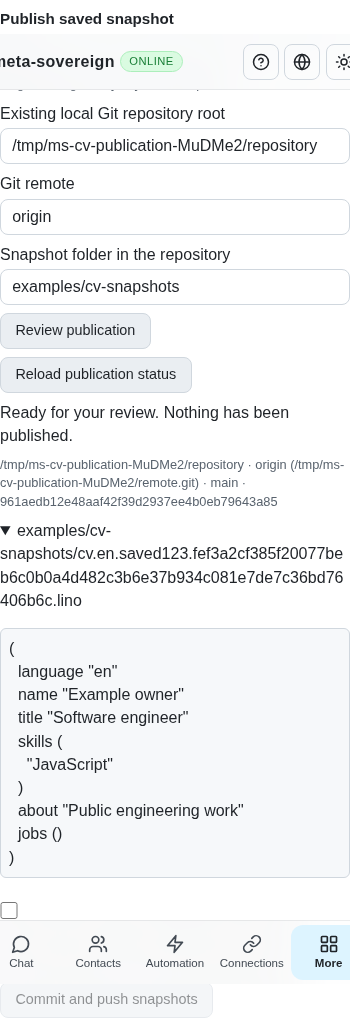 Publish saved snapshot
meta-sovereign ONLINE
Existing local Git repository root
/tmp/ms-cv-publication-MuDMe2/repository
Git remote
origin
Snapshot folder in the repository
examples/cv-snapshots
Review publication
Reload publication status
Ready for your review. Nothing has been
published.
/tmp/ms-cv-publication-MuDMe2/repository · origin (/tmp/ms-
cv-publication-MuDMe2/remote.git) · main ·
961aedb12e48aaf42f39d2937ee4b0eb79643a85
▼ examples/cv-
snapshots/cv.en.saved123.fef3a2cf385f20077be
b6c0b0a4d482c3b6e37b934c081e7de7c36bd76
406b6c.lino
(
language "en"
name "Example owner"
title "Software engineer"
skills (
"JavaScript"
)
about "Public engineering work"
jobs ()
)
Chat Contacts Automation Connections More
Commit and push snapshots